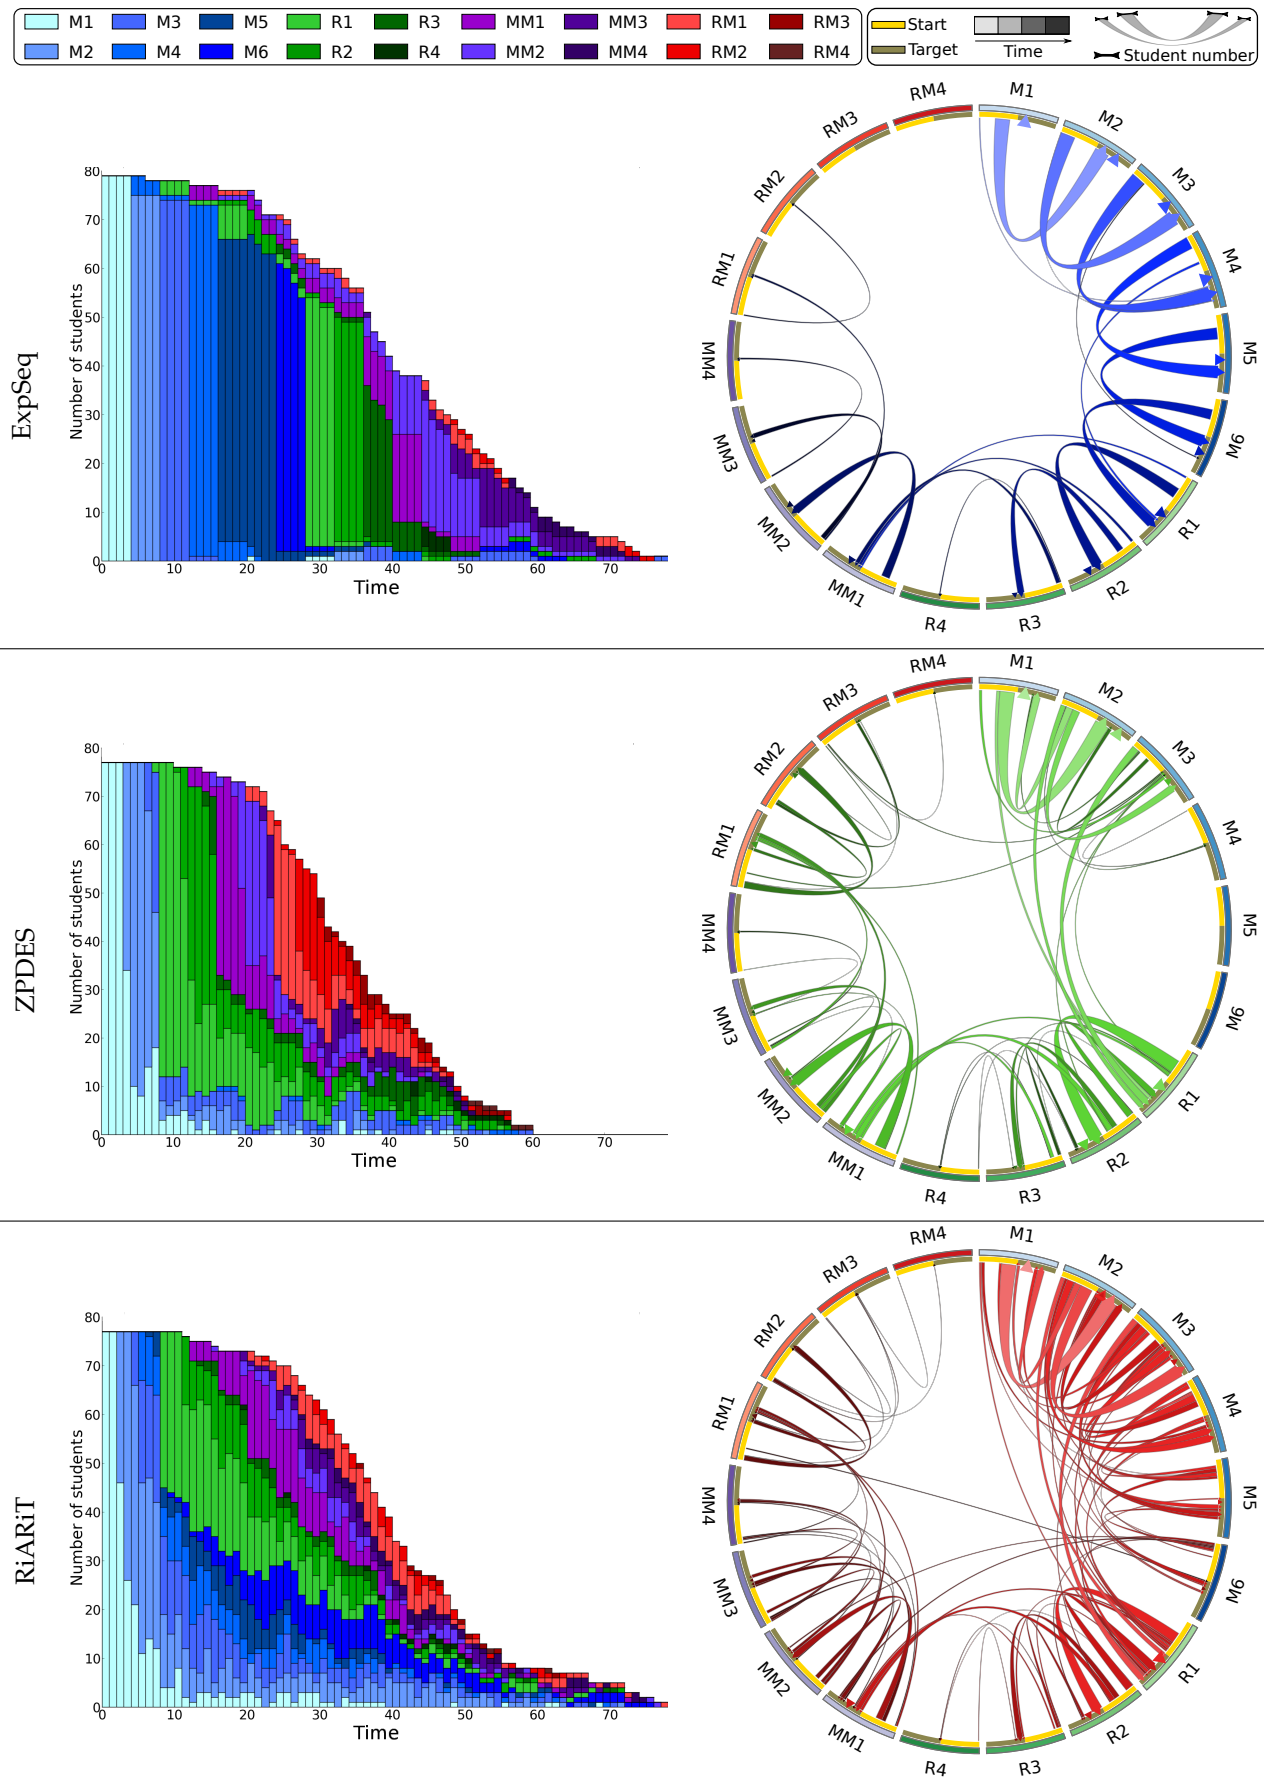 M1 M3 M5 R1 R3 MM1 MM3 RM1 RM3
M2 M4 M6 R2 R4 MM2 MM4 RM2 RM4
Start
Target
Time
Student number
ExpSeq
Number of students
80
70
60
50
40
30
20
10
0
0 10 20 30 40 50 60 70
Time
M1
M2
M3
M4
M5
M6
R1
R2
R3
R4
MM1
MM2
MM3
MM4
RM1
RM2
RM3
RM4
ZPDES
Number of students
80
70
60
50
40
30
20
10
0
0 10 20 30 40 50 60 70
Time
M1
M2
M3
M4
M5
M6
R1
R2
R3
R4
MM1
MM2
MM3
MM4
RM1
RM2
RM3
RM4
RiARiT
Number of students
80
70
60
50
40
30
20
10
0
0 10 20 30 40 50 60 70
Time
M1
M2
M3
M4
M5
M6
R1
R2
R3
R4
MM1
MM2
MM3
MM4
RM1
RM2
RM3
RM4